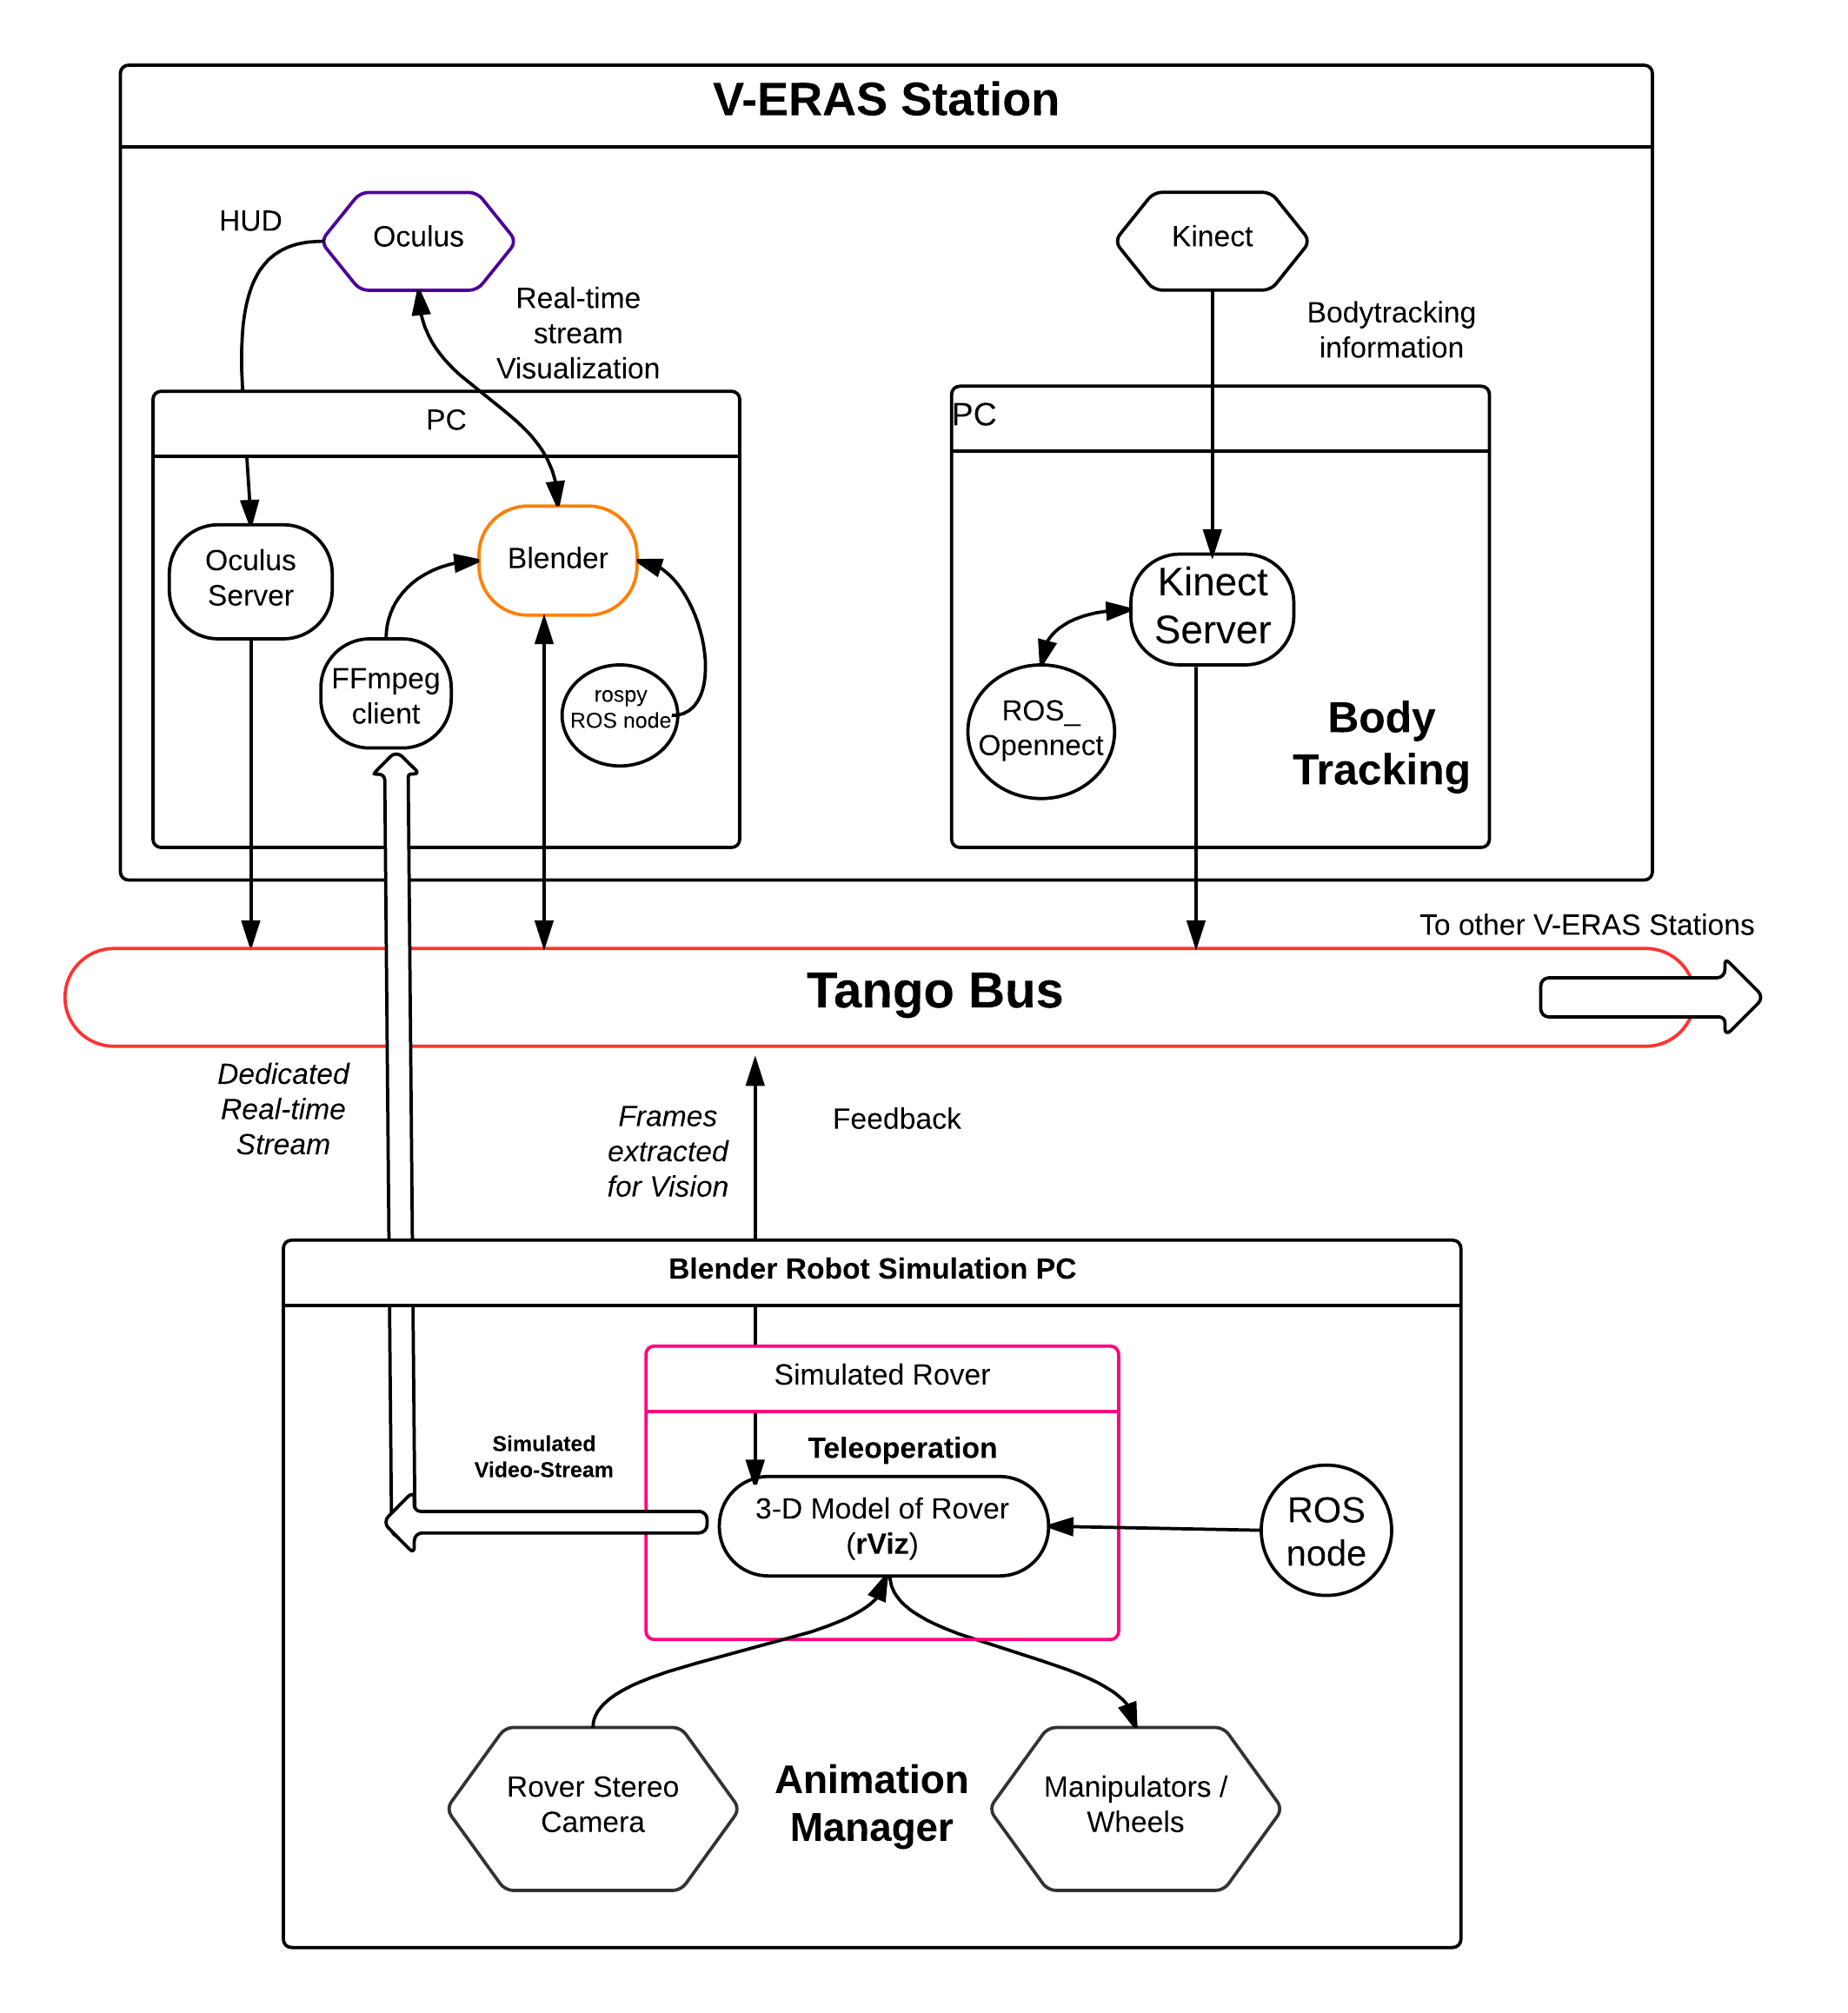 V-ERAS Station
HUD
Oculus
Kinect
Real-time
stream
Visualization
Bodytracking
information
PC
PC
Oculus
Server
Blender
Kinect
Server
FFmpeg
client
rospy
ROS node
ROS_
Opennect
Body
Tracking
To other V-ERAS Stations
Tango Bus
Dedicated
Real-time
Stream
Frames
extracted
for Vision
Feedback
Blender Robot Simulation PC
Simulated Rover
Simulated
Video-Stream
Teleoperation
3-D Model of Rover
(rViz)
ROS
node
Rover Stereo
Camera
Animation
Manager
Manipulators /
Wheels